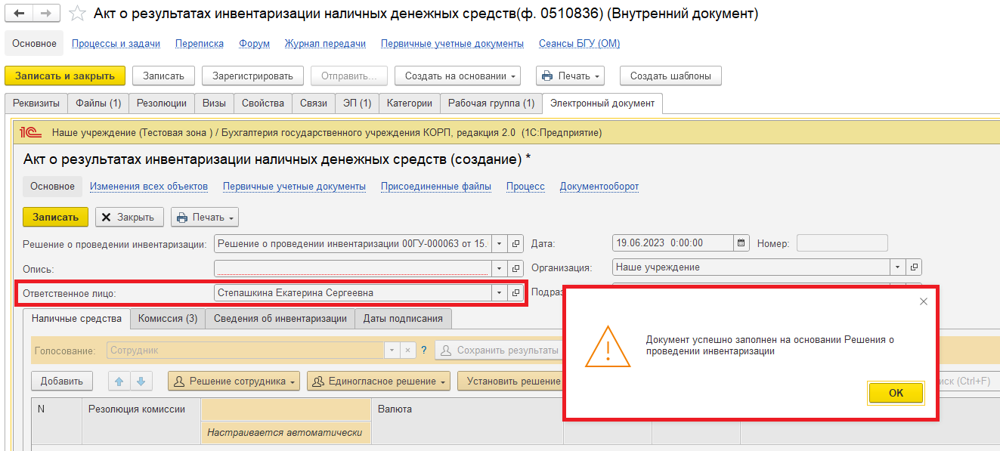 Акт о результатах инвентаризации наличных денежных средств(ф. 0510836) (Внутренний документ)
Основное Процессы и задачи Переписка Форум Журнал передачи Первичные учетные документы Сеансы БГУ (ОМ)
Записать и закрыть Записать Зарегистрировать Отправить... Создать на основании Печать Создать шаблоны
Реквизиты Файлы (1) Резолюции Визы Свойства Связи ЭП (1) Категории Рабочая группа (1) Электронный документ
1С Наше учреждение (Тестовая зона ) / Бухгалтерия государственного учреждения КОРП, редакция 2.0 (1С:Предприятие)
Акт о результатах инвентаризации наличных денежных средств (создание) *
Основное Изменения всех объектов Первичные учетные документы Присоединенные файлы Процесс Документооборот
Записать Закрыть Печать
Решение о проведении инвентаризации: Решение о проведении инвентаризации 00ГУ-000063 от 15. Дата: 19.06.2023 0:00:00 Номер:
Опись: Организация: Наше учреждение
Ответственное лицо: Степашкина Екатерина Сергеевна Подраз
Наличные средства Комиссия (3) Сведения об инвентаризации Даты подписания
Документ успешно заполнен на основании Решения о
проведении инвентаризации
OK
Голосование: Сотрудник ? Сохранить результаты
Добавить Решение сотрудника Единогласное решение Установить решение иск (Ctrl+F)
N Резолюция комиссии Валюта
Настраивается автоматически